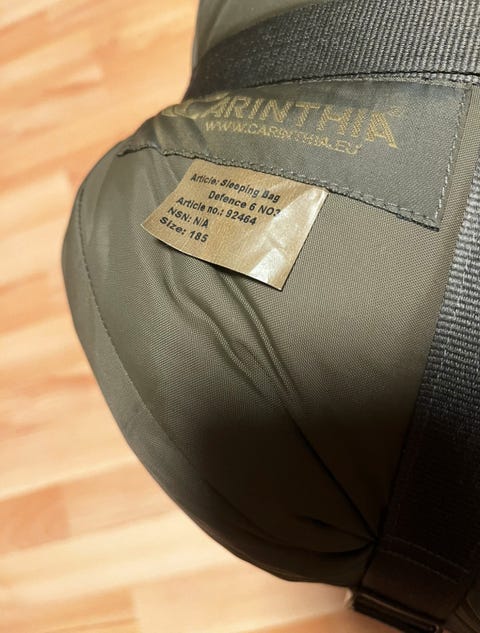 CARINTHIA
WWW.CARINTHIA.EU
Article: Sleeping Bag
Defence 6 NO3
Article no.: 92464
NSN: N/A
Size: 185